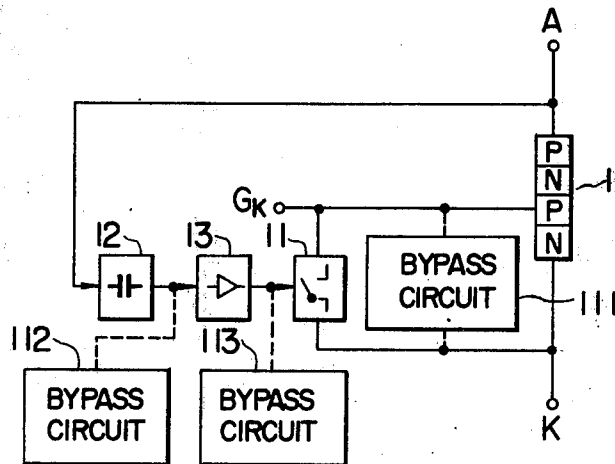 A
P
N
P
N
1
GK
12
13
11
BYPASS
CIRCUIT
111
112
113
BYPASS
CIRCUIT
BYPASS
CIRCUIT
K